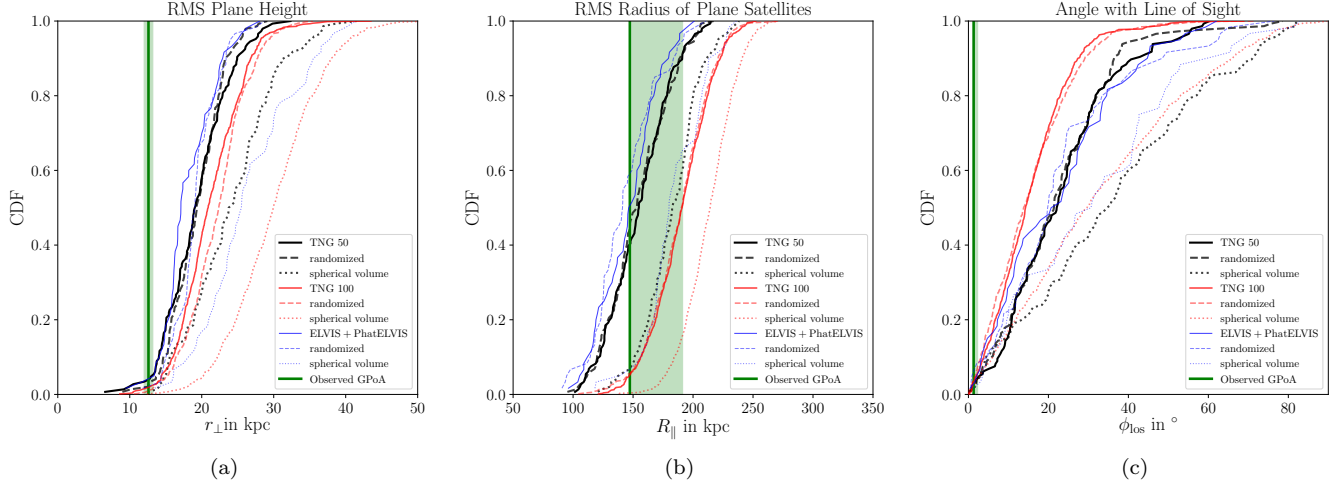 RMS Plane Height
CDF
1.0
0.8
0.6
0.4
0.2
0.0
TNG 50
randomized
spherical volume
TNG 100
randomized
spherical volume
ELVIS + PhatELVIS
randomized
spherical volume
Observed GPoA
0 10 20 30 40 50
r⊥ in kpc
(a)
RMS Radius of Plane Satellites
CDF
1.0
0.8
0.6
0.4
0.2
0.0
TNG 50
randomized
spherical volume
TNG 100
randomized
spherical volume
ELVIS + PhatELVIS
randomized
spherical volume
Observed GPoA
50 100 150 200 250 300 350
R∥ in kpc
(b)
Angle with Line of Sight
CDF
1.0
0.8
0.6
0.4
0.2
0.0
TNG 50
randomized
spherical volume
TNG 100
randomized
spherical volume
ELVIS + PhatELVIS
randomized
spherical volume
Observed GPoA
0 20 40 60 80
ϕlos in °
(c)